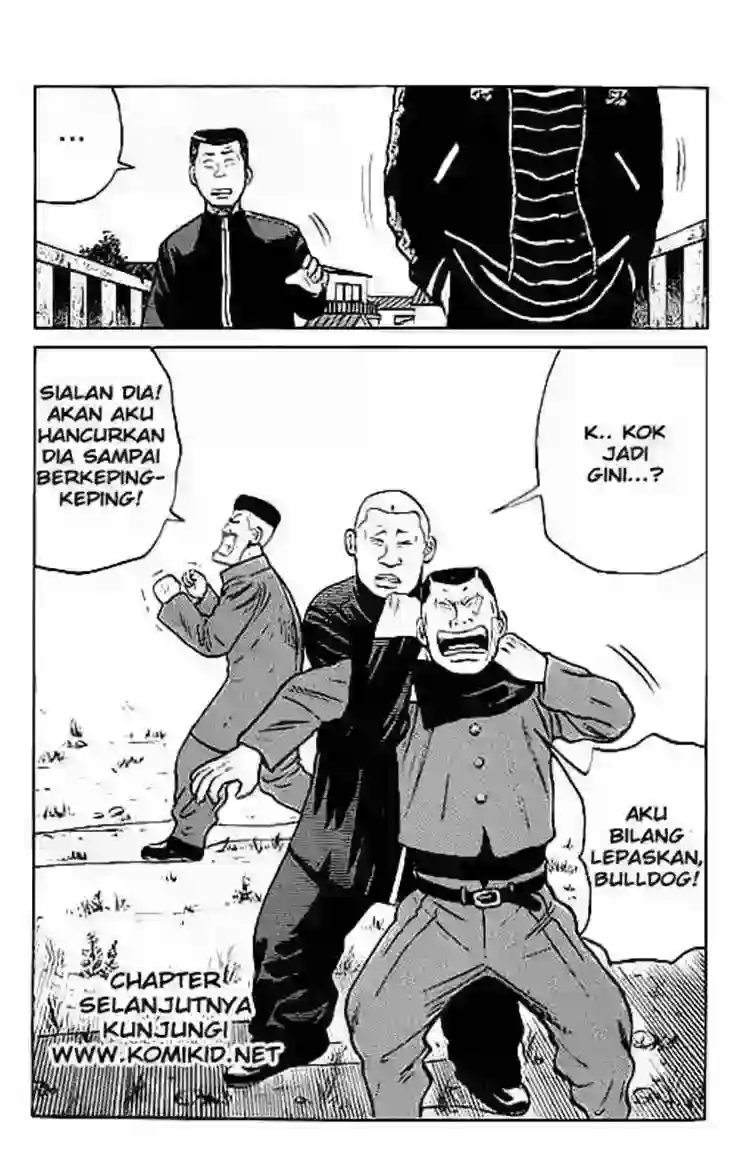 ...
SIALAN DIA!
AKAN AKU
HANCURKAN
DIA SAMPAI
BERKEPING-
KEPING!
K.. KOK
JADI
GINI...?
AKU
BILANG
LEPASKAN,
BULLDOG!
CHAPTER
SELANJUTNYA
KUNJUNGI
WWW.KOMIKID.NET